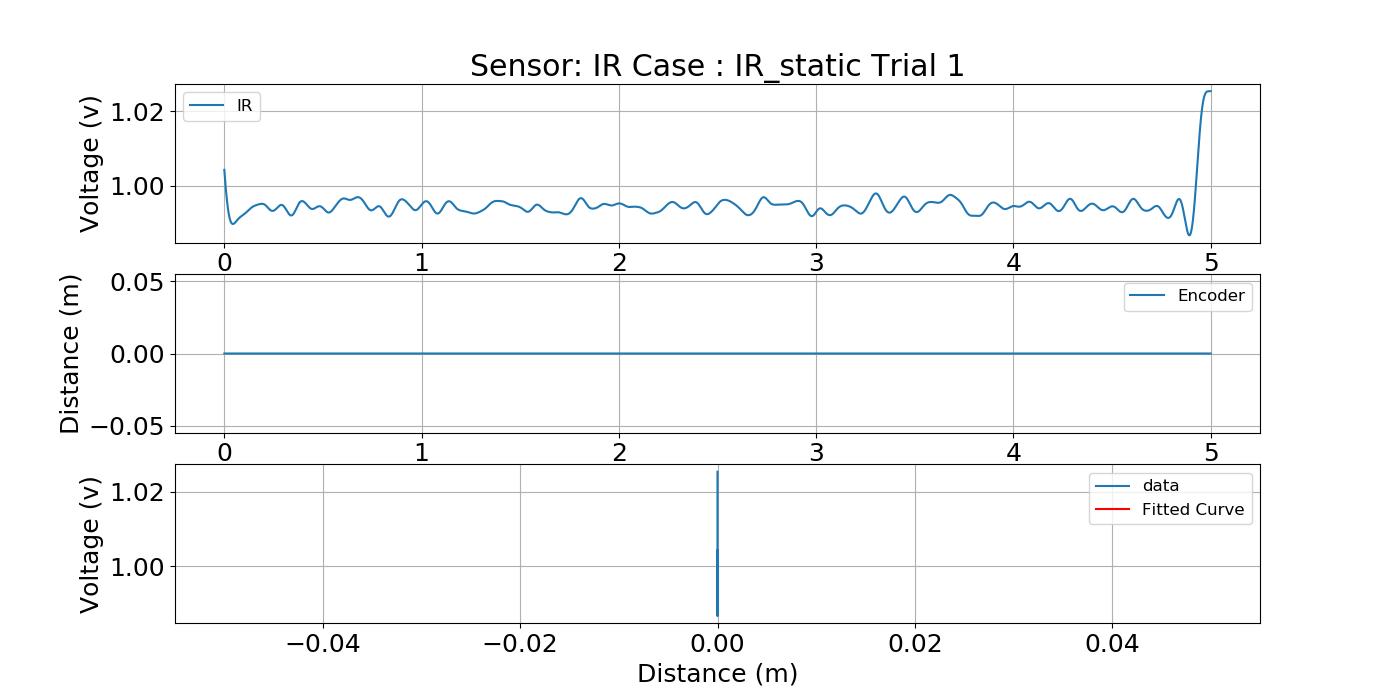 Sensor: IR Case : IR_static Trial 1
Voltage (v)
1.02
1.00
IR
0 1 2 3 4 5
Distance (m)
0.05
0.00
−0.05
Encoder
0 1 2 3 4 5
Voltage (v)
1.02
1.00
data
Fitted Curve
−0.04 −0.02 0.00 0.02 0.04
Distance (m)